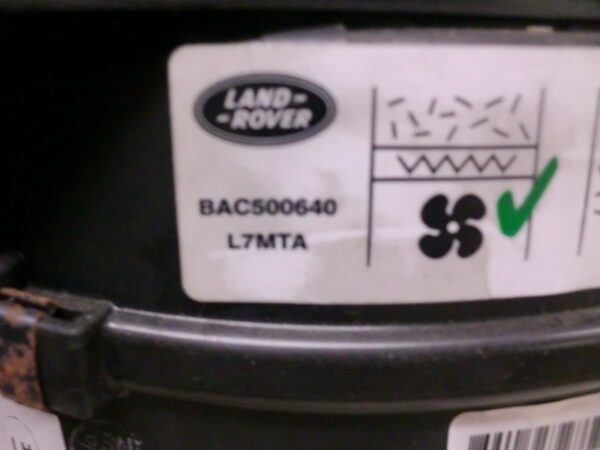 LAND-
-ROVER
BAC500640
L7MTA